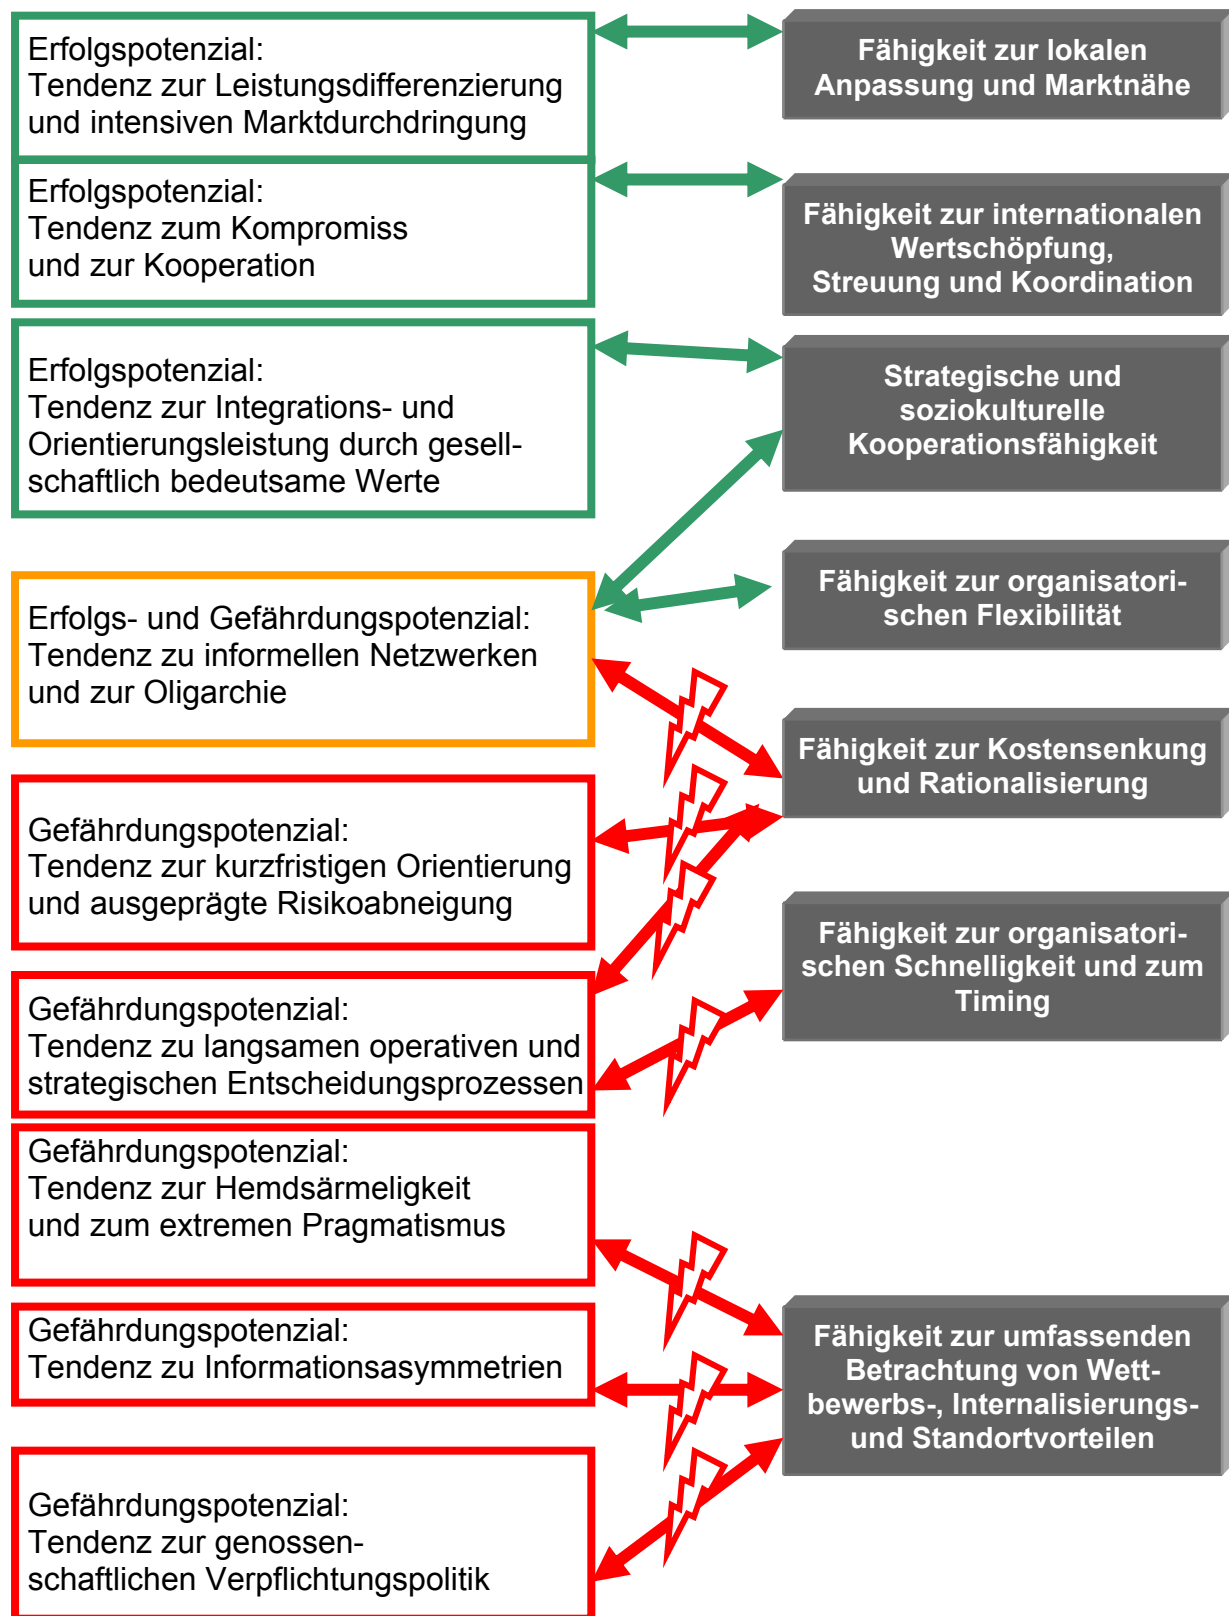 Erfolgspotenzial:
Tendenz zur Leistungsdifferenzierung
und intensiven Marktdurchdringung
Fähigkeit zur lokalen
Anpassung und Marktnähe
Erfolgspotenzial:
Tendenz zum Kompromiss
und zur Kooperation
Fähigkeit zur internationalen
Wertschöpfung,
Streuung und Koordination
Erfolgspotenzial:
Tendenz zur Integrations- und
Orientierungsleistung durch gesell-
schaftlich bedeutsame Werte
Strategische und
soziokulturelle
Kooperationsfähigkeit
Erfolgs- und Gefährdungspotenzial:
Tendenz zu informellen Netzwerken
und zur Oligarchie
Fähigkeit zur organisatori-
schen Flexibilität
Fähigkeit zur Kostensenkung
und Rationalisierung
Gefährdungspotenzial:
Tendenz zur kurzfristigen Orientierung
und ausgeprägte Risikoabneigung
Fähigkeit zur organisatori-
schen Schnelligkeit und zum
Timing
Gefährdungspotenzial:
Tendenz zu langsamen operativen und
strategischen Entscheidungsprozessen
Gefährdungspotenzial:
Tendenz zur Hemdsärmeligkeit
und zum extremen Pragmatismus
Gefährdungspotenzial:
Tendenz zu Informationsasymmetrien
Fähigkeit zur umfassenden
Betrachtung von Wett-
bewerbs-, Internalisierungs-
und Standortvorteilen
Gefährdungspotenzial:
Tendenz zur genossen-
schaftlichen Verpflichtungspolitik